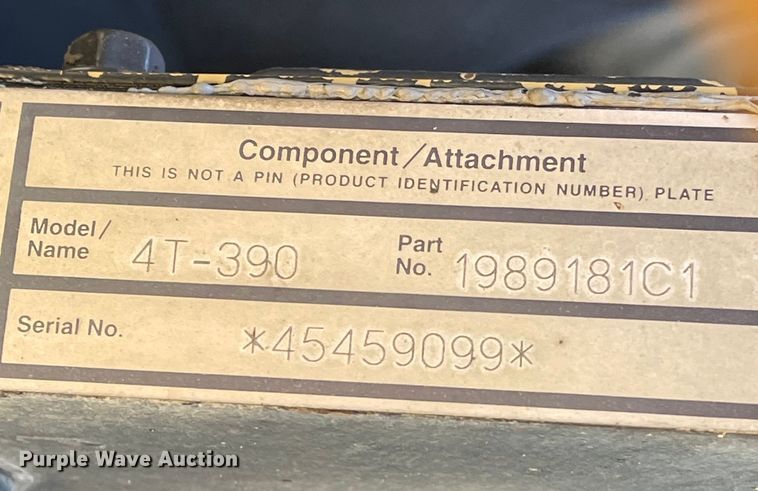 Component/Attachment
THIS IS NOT A PIN (PRODUCT IDENTIFICATION NUMBER) PLATE
Model/
Name 4T-390
Part
No. 1989181C1
Serial No. *45459099*
Purple Wave Auction